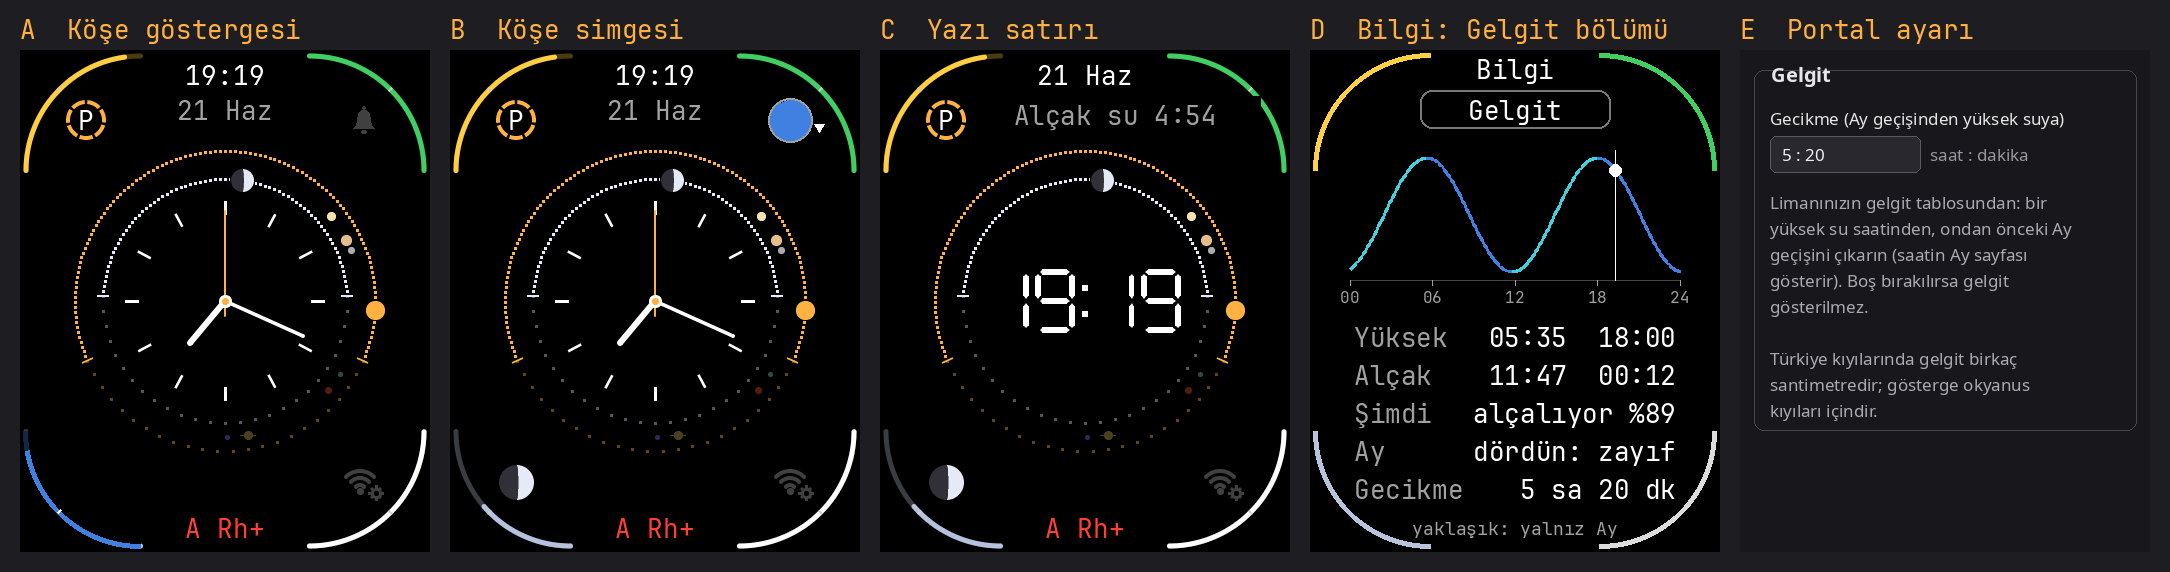 A Köşe göstergesi
19:19
21 Haz
P
A Rh+
B Köşe simgesi
19:19
21 Haz
P
A Rh+
C Yazı satırı
21 Haz
Alçak su 4:54
P
19:19
A Rh+
D Bilgi: Gelgit bölümü
Bilgi
Gelgit
00 06 12 18 24
Yüksek 05:35 18:00
Alçak 11:47 00:12
Şimdi alçalıyor %89
Ay dördün: zayıf
Gecikme 5 sa 20 dk
yaklaşık: yalnız Ay
E Portal ayarı
Gelgit
Gecikme (Ay geçişinden yüksek suya)
5 : 20 saat : dakika
Limanınızın gelgit tablosundan: bir
yüksek su saatinden, ondan önceki Ay
geçişini çıkarın (saatin Ay sayfası
gösterir). Boş bırakılırsa gelgit
gösterilmez.
Türkiye kıyılarında gelgit birkaç
santimetredir; gösterge okyanus
kıyıları içindir.